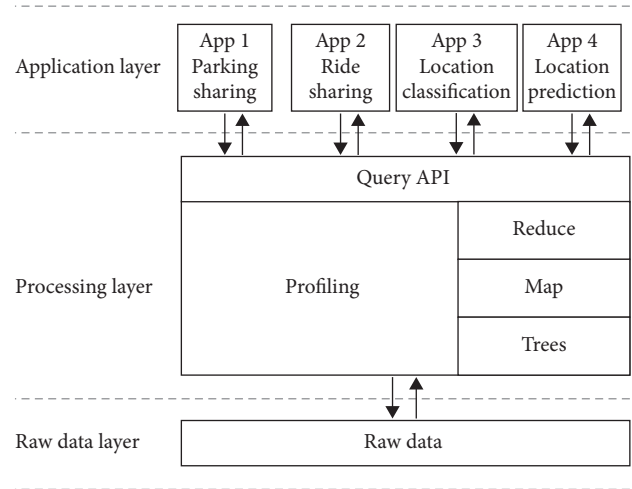 Application layer
App 1
Parking
sharing
App 2
Ride
sharing
App 3
Location
classification
App 4
Location
prediction
Query API
Processing layer
Profiling
Reduce
Map
Trees
Raw data layer
Raw data